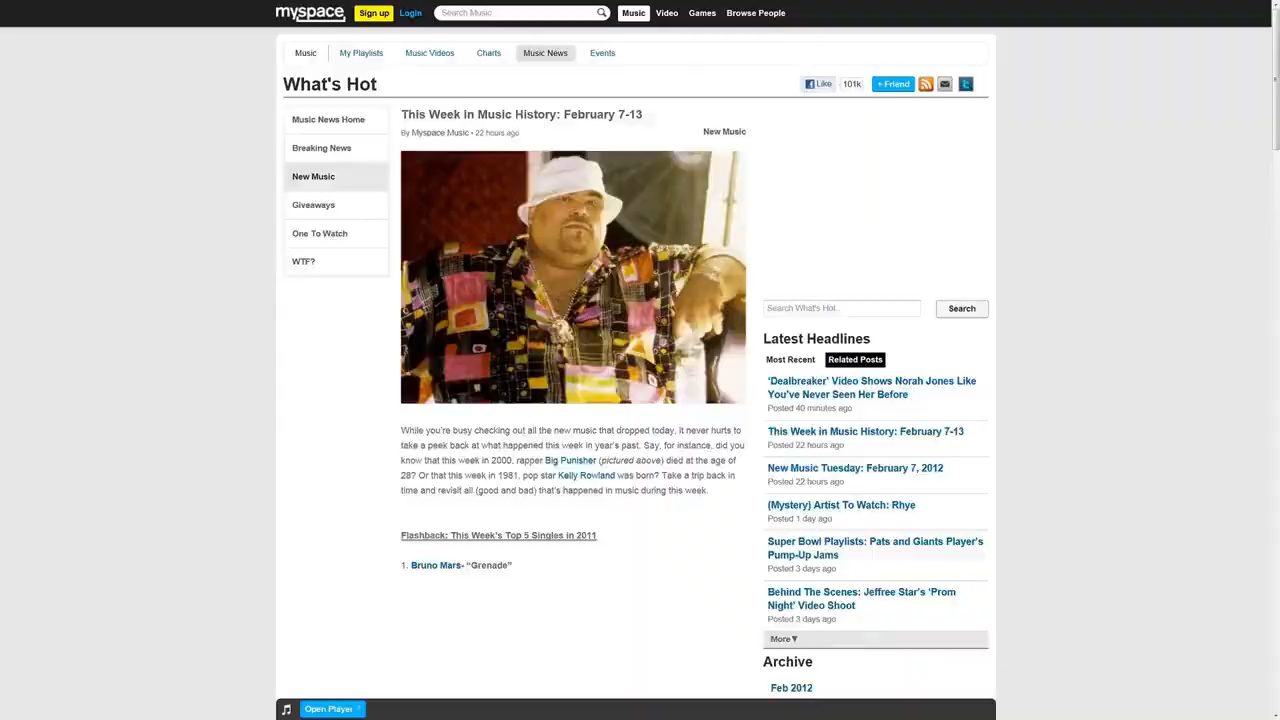 myspace. Sign up Login Search Music Music Video Games Browse People
Music My Playlists Music Videos Charts Music News Events
What's Hot
Like 101k + Friend
Music News Home
Breaking News
New Music
Giveaways
One To Watch
WTF?
This Week in Music History: February 7-13
By Myspace Music • 22 hours ago
New Music
While you're busy checking out all the new music that dropped today, it never hurts to
take a peek back at what happened this week in year's past. Say, for instance, did you
know that this week in 2000, rapper Big Punisher (pictured above) died at the age of
28? Or that this week in 1981, pop star Kelly Rowland was born? Take a trip back in
time and revisit all (good and bad) that's happened in music during this week.
Flashback: This Week's Top 5 Singles in 2011
1. Bruno Mars- “Grenade”
Search What's Hot.. Search
Latest Headlines
Most Recent Related Posts
‘Dealbreaker’ Video Shows Norah Jones Like
You've Never Seen Her Before
Posted 40 minutes ago
This Week in Music History: February 7-13
Posted 22 hours ago
New Music Tuesday: February 7, 2012
Posted 22 hours ago
(Mystery) Artist To Watch: Rhye
Posted 1 day ago
Super Bowl Playlists: Pats and Giants Player's
Pump-Up Jams
Posted 3 days ago
Behind The Scenes: Jeffree Star's ‘Prom
Night’ Video Shoot
Posted 3 days ago
More▼
Archive
Feb 2012
Open Player